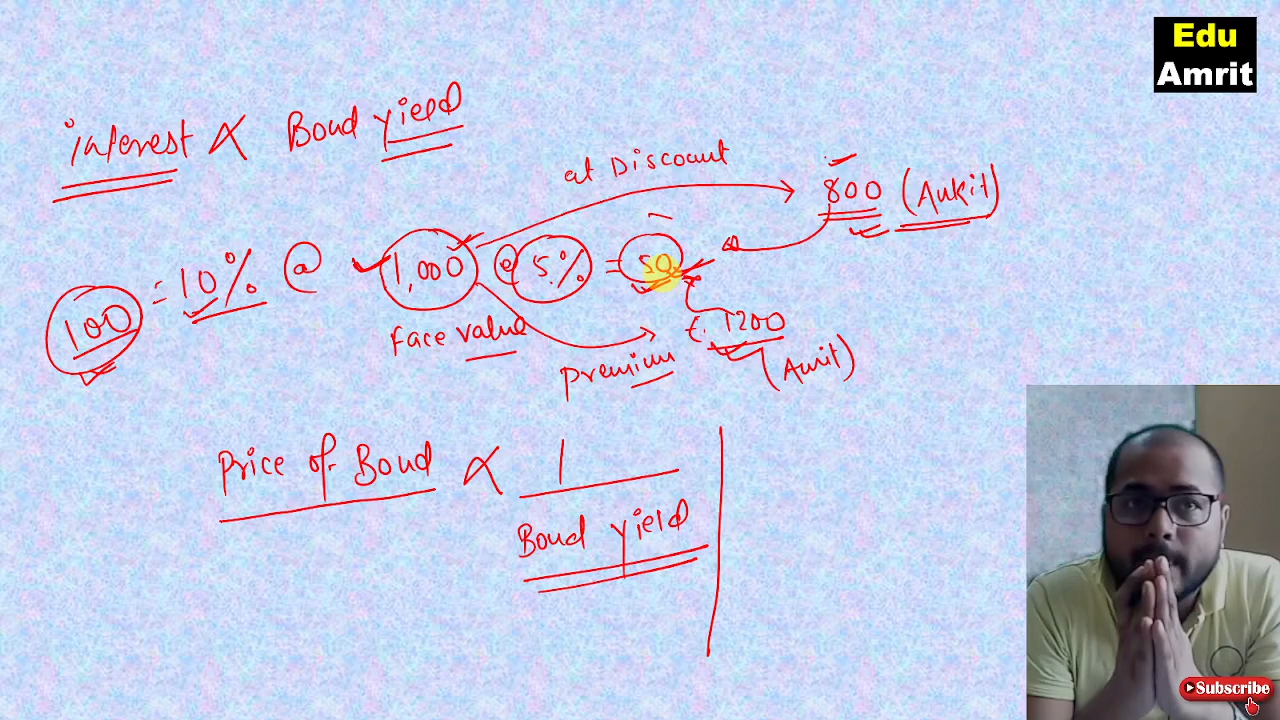 Edu
Amrit
interest ∝ Bond yield
at Discount
800 (Ankit)
100 = 10% @ 1,000 @ 5% = 50
Face value
Premium
1200
(Amit)
Price of Bond ∝ 1
Bond yield
Subscribe